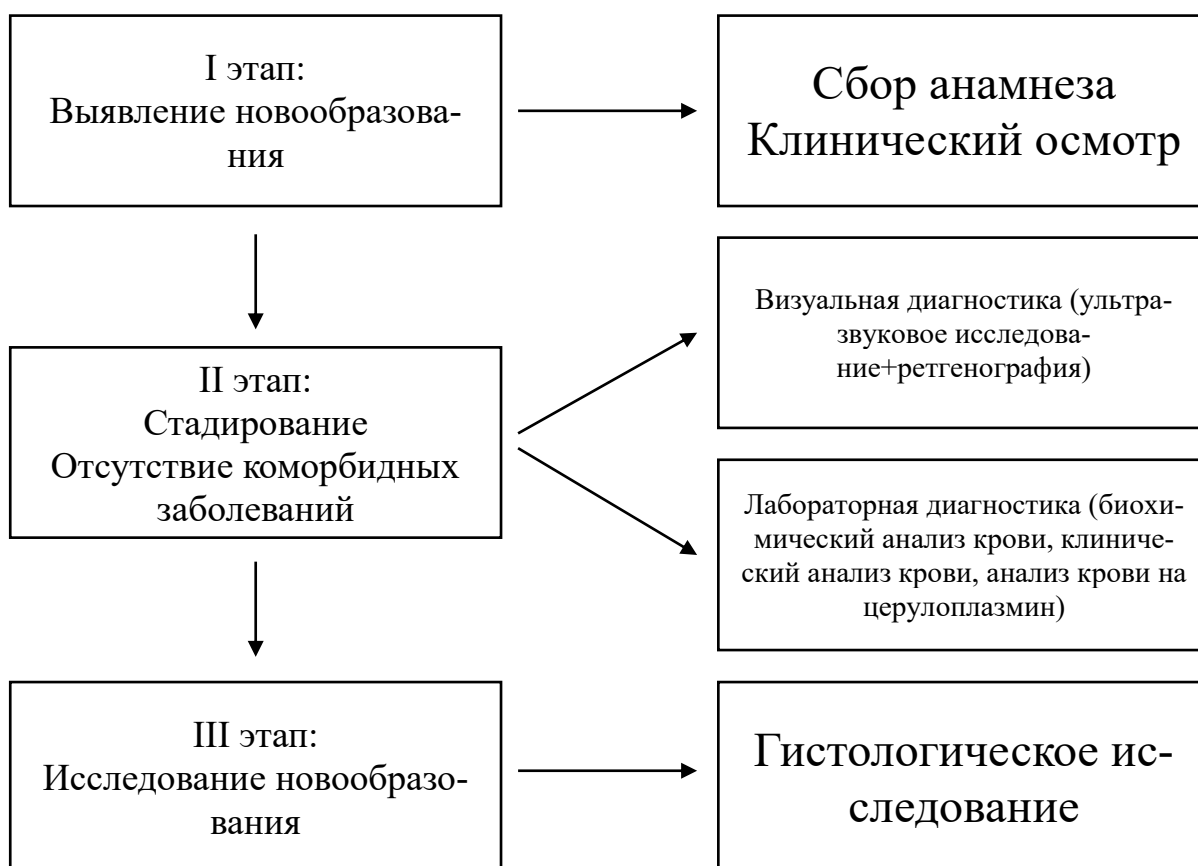 I этап:
Выявление новообразова-
ния
Сбор анамнеза
Клинический осмотр
Визуальная диагностика (ультра-
звуковое исследова-
ние+ретгенография)
II этап:
Стадирование
Отсутствие коморбидных
заболеваний
Лабораторная диагностика (биохи-
мический анализ крови, клиниче-
ский анализ крови, анализ крови на
церулоплазмин)
III этап:
Исследование новообразо-
вания
Гистологическое ис-
следование